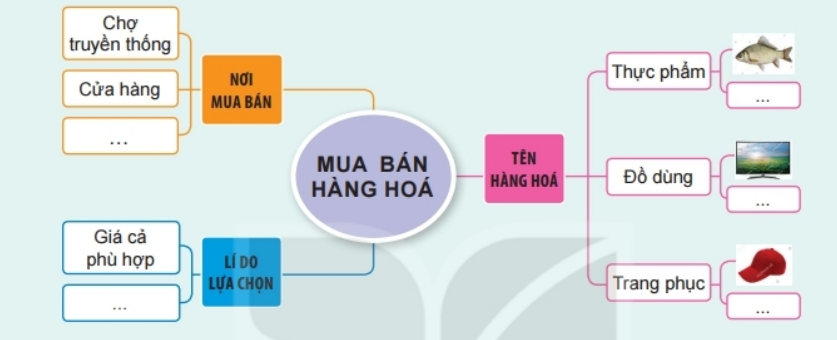 Chợ
truyền thống
Cửa hàng
...
NƠI
MUA BÁN
MUA BÁN
HÀNG HOÁ
Giá cả
phù hợp
...
LÍ DO
LỰA CHỌN
TÊN
HÀNG HOÁ
Thực phẩm
...
Đồ dùng
...
Trang phục
...